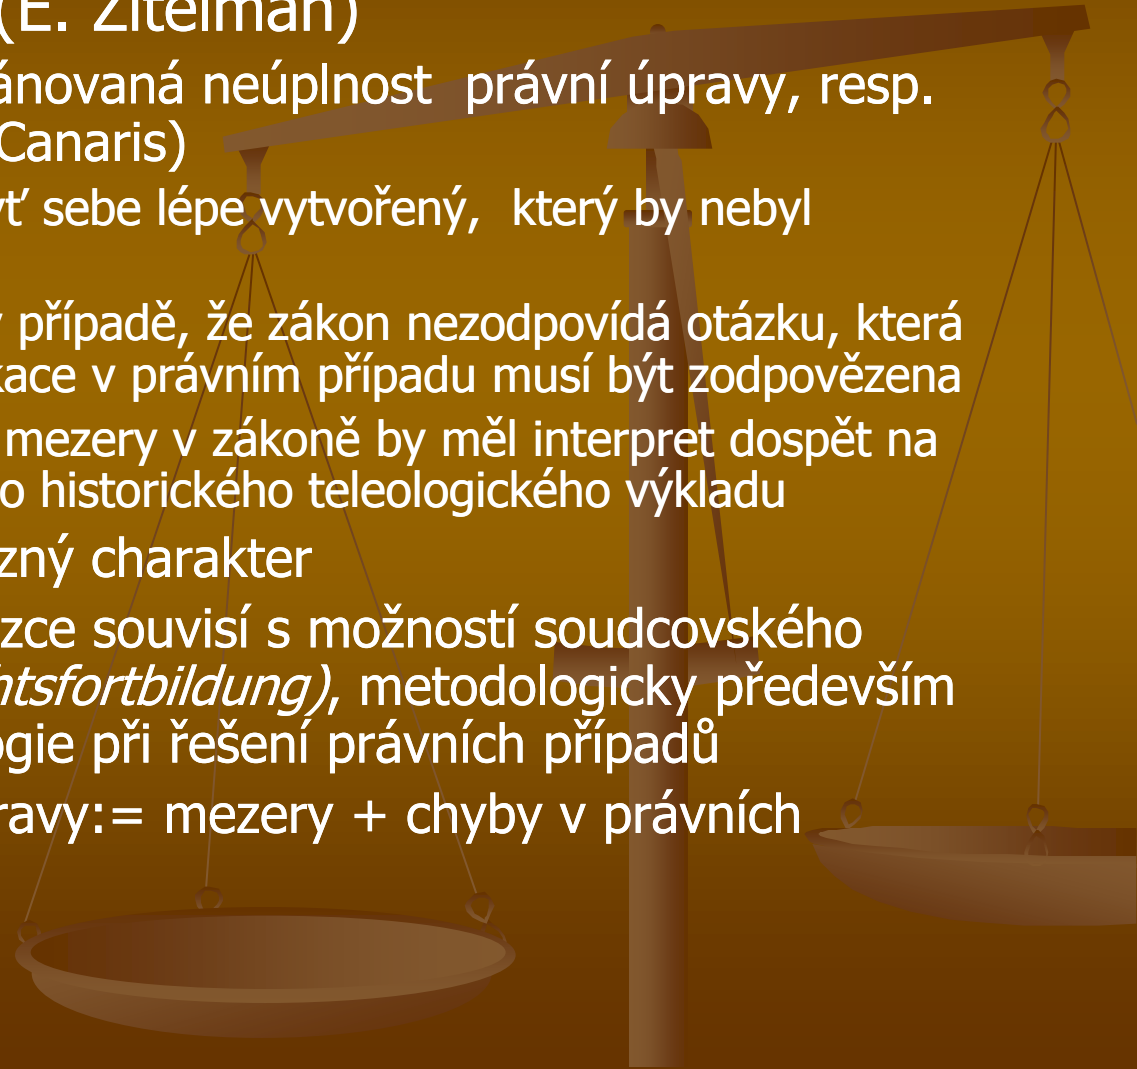 (E. Zitelman)
ánovaná neúplnost  právní úpravy, resp.
Canaris)
yť sebe lépe vytvořený,  který by nebyl
v případě, že zákon nezodpovídá otázku, která
kace v právním případu musí být zodpovězena
mezery v zákoně by měl interpret dospět na
o historického teleologického výkladu
zný charakter
zce souvisí s možností soudcovského
htsfortbildung), metodologicky především
ogie při řešení právních případů
ravy:= mezery + chyby v právních